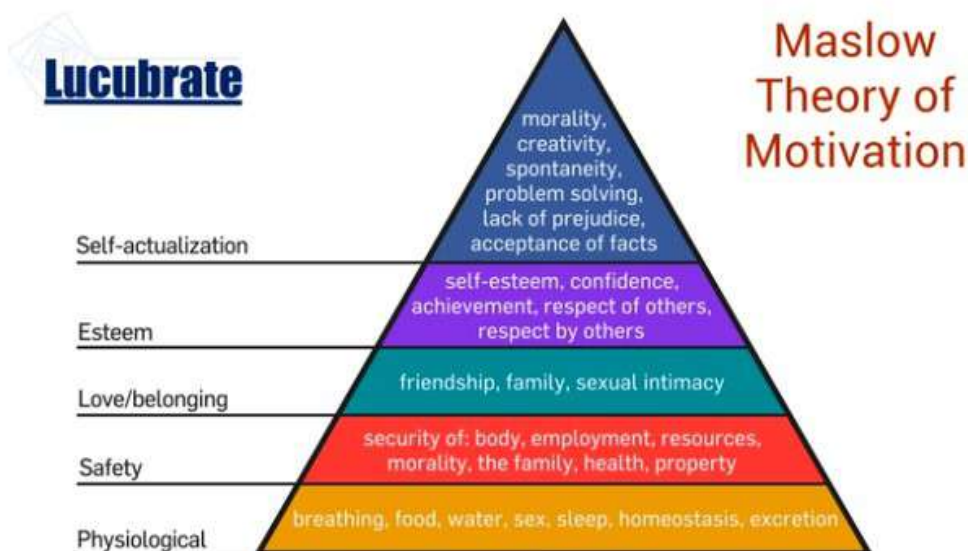 Lucubrate
Maslow
Theory of
Motivation
morality,
creativity,
spontaneity,
problem solving,
lack of prejudice,
acceptance of facts
Self-actualization
self-esteem, confidence,
achievement, respect of others,
respect by others
Esteem
friendship, family, sexual intimacy
Love/belonging
security of: body, employment, resources,
morality, the family, health, property
Safety
breathing, food, water, sex, sleep, homeostasis, excretion
Physiological